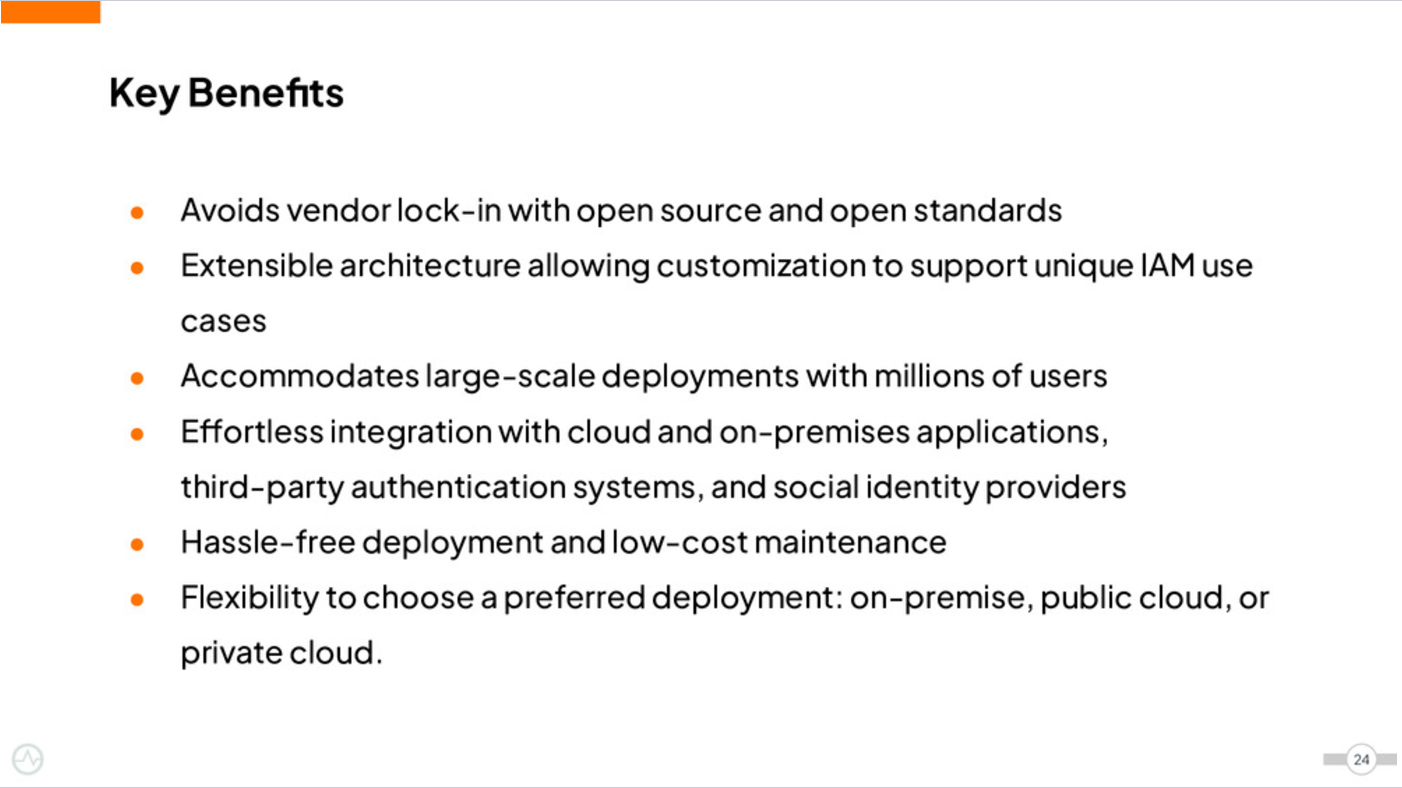 Key Benefits
● Avoids vendor lock-in with open source and open standards
● Extensible architecture allowing customization to support unique IAM use
cases
● Accommodates large-scale deployments with millions of users
● Effortless integration with cloud and on-premises applications,
third-party authentication systems, and social identity providers
● Hassle-free deployment and low-cost maintenance
● Flexibility to choose a preferred deployment: on-premise, public cloud, or
private cloud.
24